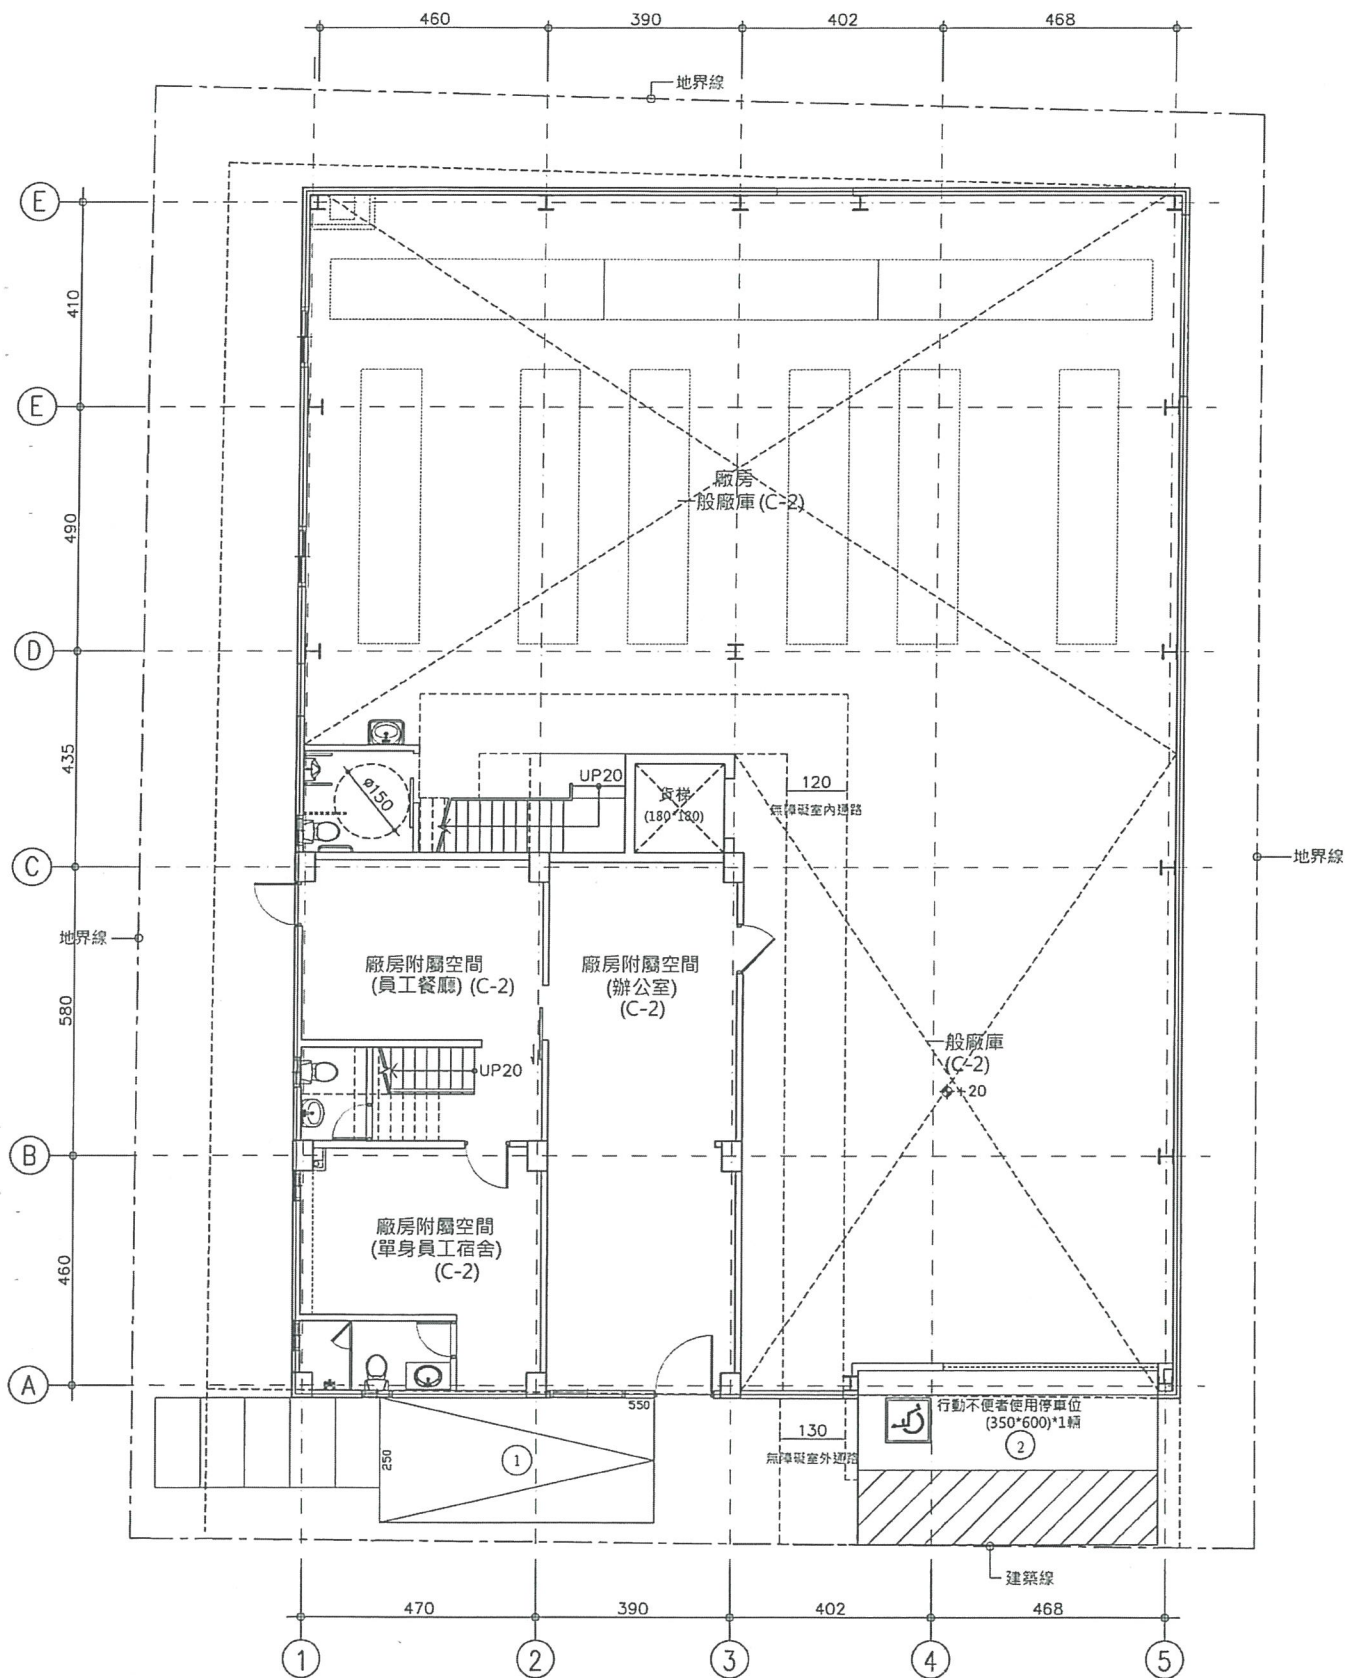 460
390
402
468
地界線
E
410
E
廠房
一般廠庫(C-2)
490
D
435
ø150
UP20
貨梯
(180*180)
120
無障礙室內通路
C
地界線
地界線
廠房附屬空間
(員工餐廳) (C-2)
廠房附屬空間
(辦公室)
(C-2)
580
一般廠庫
(C-2)
+20
UP20
B
廠房附屬空間
(單身員工宿舍)
(C-2)
460
A
550
250
1
130
無障礙室外通路
行動不便者使用停車位
(350*600)*1輛
2
建築線
470
390
402
468
1
2
3
4
5